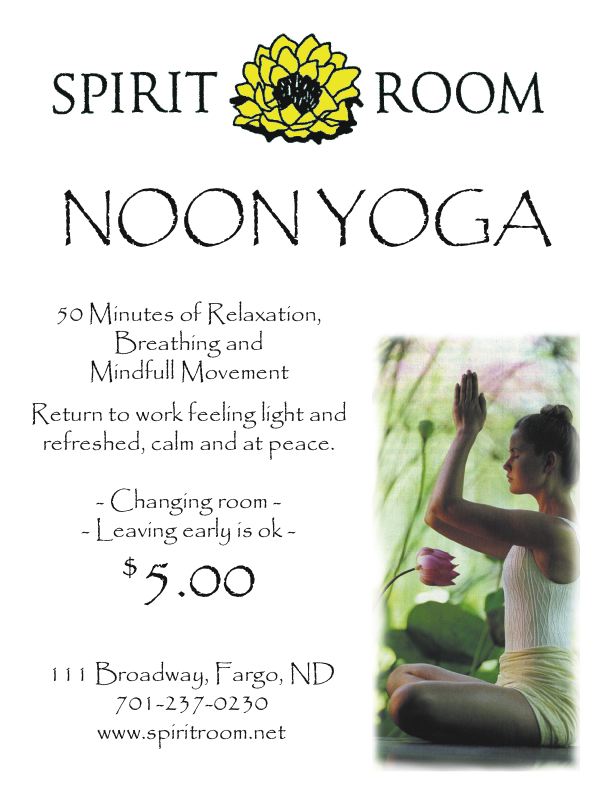 SPIRIT ROOM
NOON YOGA
50 Minutes of Relaxation,
Breathing and
Mindfull Movement
Return to work feeling light and
refreshed, calm and at peace.
- Changing room -
- Leaving early is ok -
$5.00
111 Broadway, Fargo, ND
701-237-0230
www.spiritroom.net